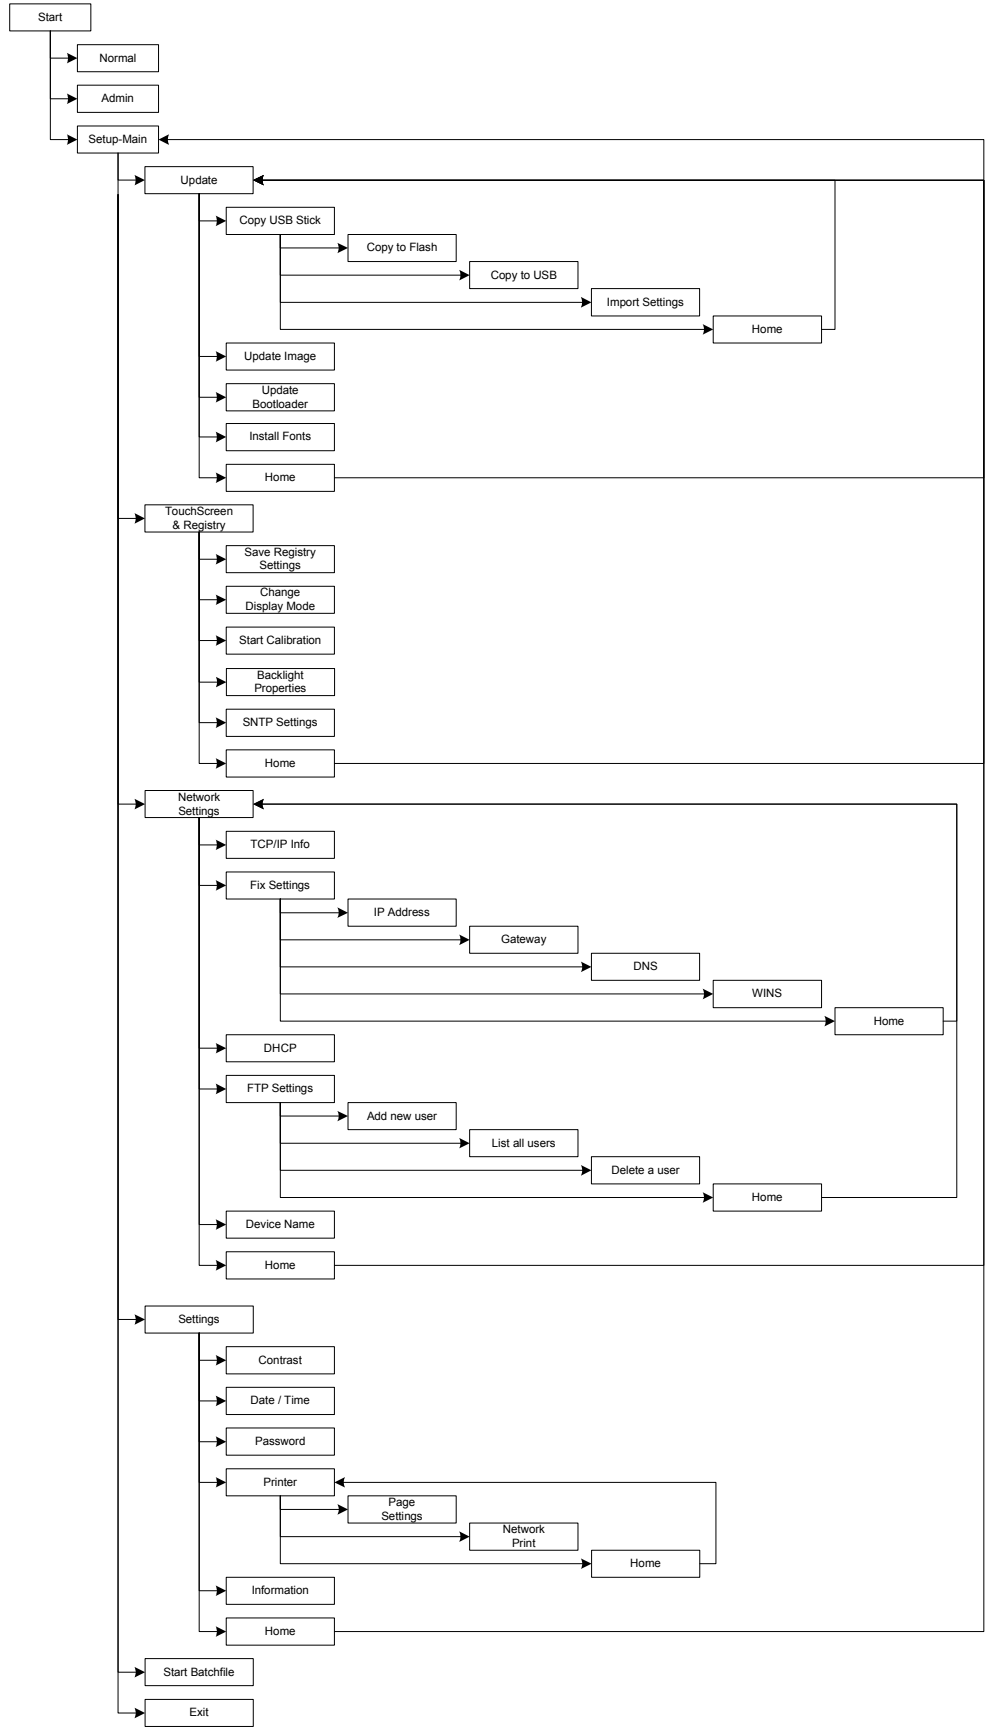 Start
Normal
Admin
Setup-Main
Update
Copy USB Stick
Copy to Flash
Copy to USB
Import Settings
Home
Update Image
Update
Bootloader
Install Fonts
Home
TouchScreen
& Registry
Save Registry
Settings
Change
Display Mode
Start Calibration
Backlight
Properties
SNTP Settings
Home
Network
Settings
TCP/IP Info
Fix Settings
IP Address
Gateway
DNS
WINS
Home
DHCP
FTP Settings
Add new user
List all users
Delete a user
Home
Device Name
Home
Settings
Contrast
Date / Time
Password
Printer
Page
Settings
Network
Print
Home
Information
Home
Start Batchfile
Exit